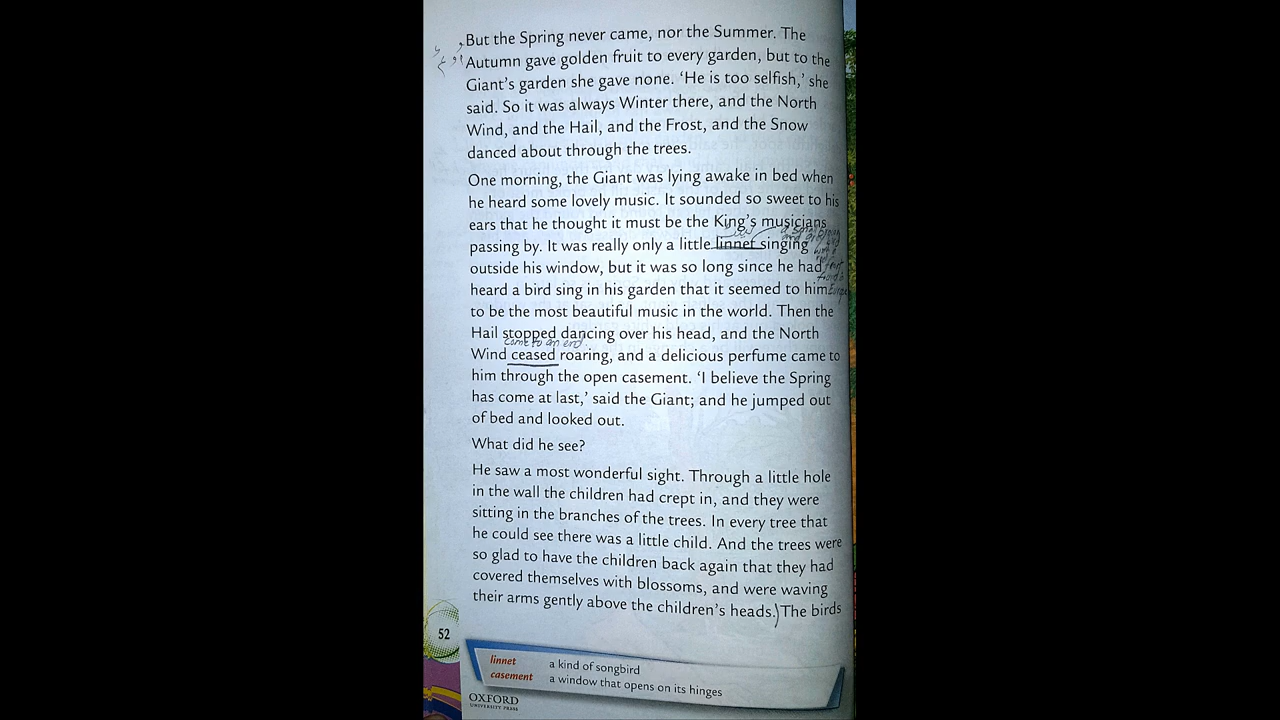 But the Spring never came, nor the Summer. The
Autumn gave golden fruit to every garden, but to the
Giant's garden she gave none. 'He is too selfish,' she
said. So it was always Winter there, and the North
Wind, and the Hail, and the Frost, and the Snow
danced about through the trees.
One morning, the Giant was lying awake in bed when
he heard some lovely music. It sounded so sweet to his
ears that he thought it must be the King's musicians
passing by. It was really only a little linnet singing
outside his window, but it was so long since he had
heard a bird sing in his garden that it seemed to him
to be the most beautiful music in the world. Then the
Hail stopped dancing over his head, and the North
come to an end.
Wind ceased roaring, and a delicious perfume came to
him through the open casement. 'I believe the Spring
has come at last,' said the Giant; and he jumped out
of bed and looked out.
What did he see?
He saw a most wonderful sight. Through a little hole
in the wall the children had crept in, and they were
sitting in the branches of the trees. In every tree that
he could see there was a little child. And the trees were
so glad to have the children back again that they had
covered themselves with blossoms, and were waving
their arms gently above the children's heads. The birds
52
linnet a kind of songbird
casement a window that opens on its hinges
OXFORD
UNIVERSITY PRESS